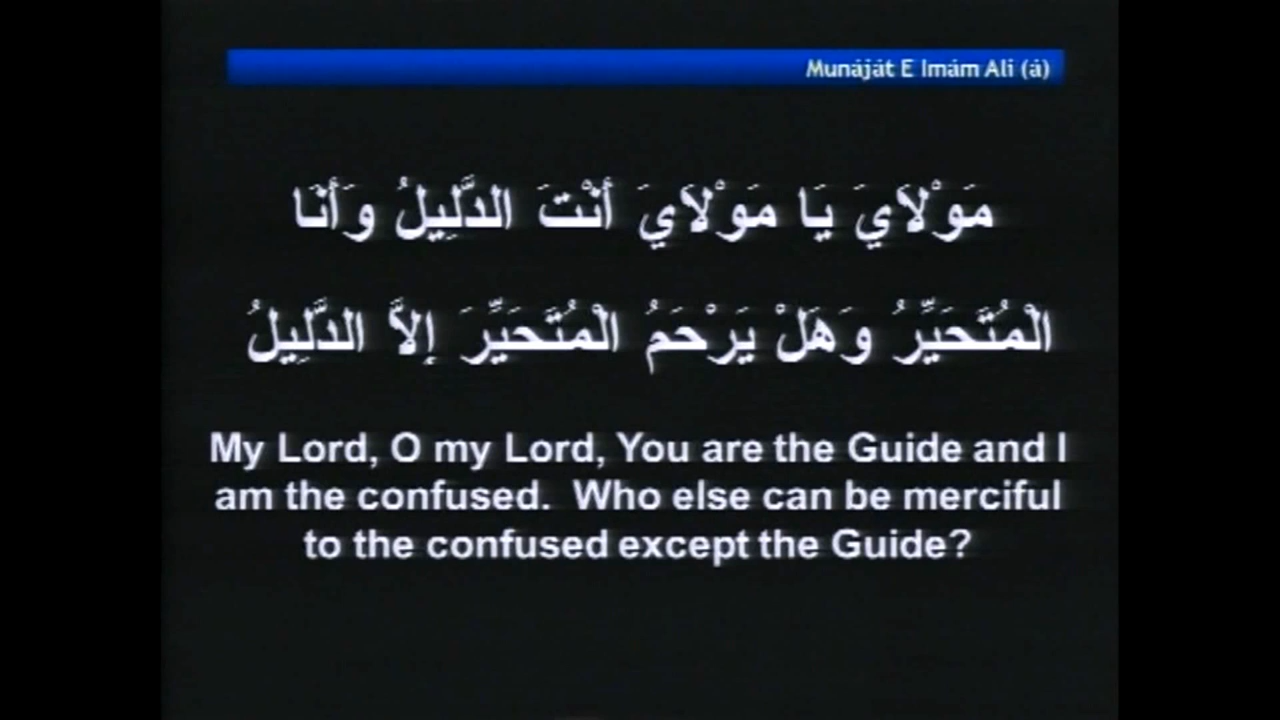 Munáját E Imám Ali (á)
مَوْلاَيَ يَا مَوْلاَيَ أَنْتَ الدَّلِيلُ وَأَنَا
الْمُتَحَيِّرُ وَهَلْ يَرْحَمُ الْمُتَحَيِّرَ إِلاَّ الدَّلِيلُ
My Lord, O my Lord, You are the Guide and I
am the confused.  Who else can be merciful
to the confused except the Guide?